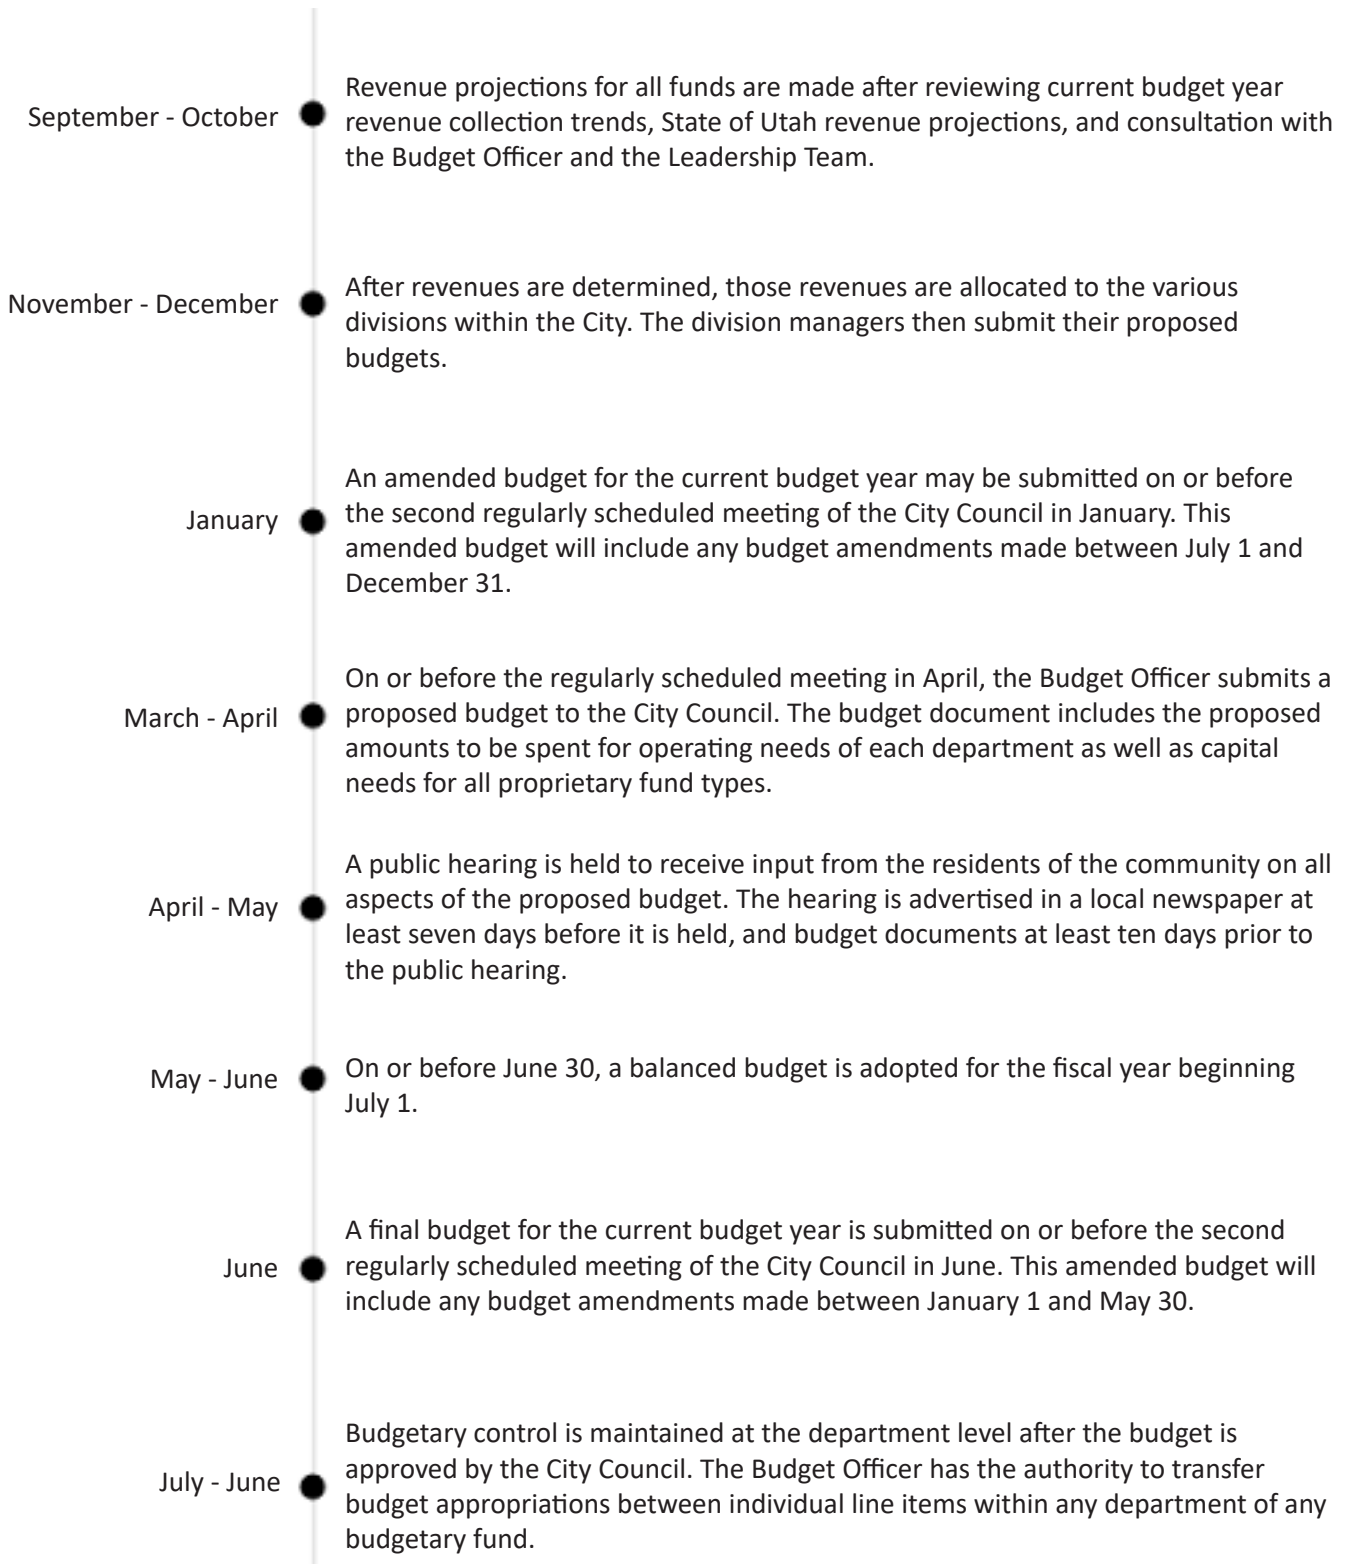 September - October
Revenue projections for all funds are made after reviewing current budget year
revenue collection trends, State of Utah revenue projections, and consultation with
the Budget Officer and the Leadership Team.
November - December
After revenues are determined, those revenues are allocated to the various
divisions within the City. The division managers then submit their proposed
budgets.
January
An amended budget for the current budget year may be submitted on or before
the second regularly scheduled meeting of the City Council in January. This
amended budget will include any budget amendments made between July 1 and
December 31.
March - April
On or before the regularly scheduled meeting in April, the Budget Officer submits a
proposed budget to the City Council. The budget document includes the proposed
amounts to be spent for operating needs of each department as well as capital
needs for all proprietary fund types.
April - May
A public hearing is held to receive input from the residents of the community on all
aspects of the proposed budget. The hearing is advertised in a local newspaper at
least seven days before it is held, and budget documents at least ten days prior to
the public hearing.
May - June
On or before June 30, a balanced budget is adopted for the fiscal year beginning
July 1.
June
A final budget for the current budget year is submitted on or before the second
regularly scheduled meeting of the City Council in June. This amended budget will
include any budget amendments made between January 1 and May 30.
July - June
Budgetary control is maintained at the department level after the budget is
approved by the City Council. The Budget Officer has the authority to transfer
budget appropriations between individual line items within any department of any
budgetary fund.